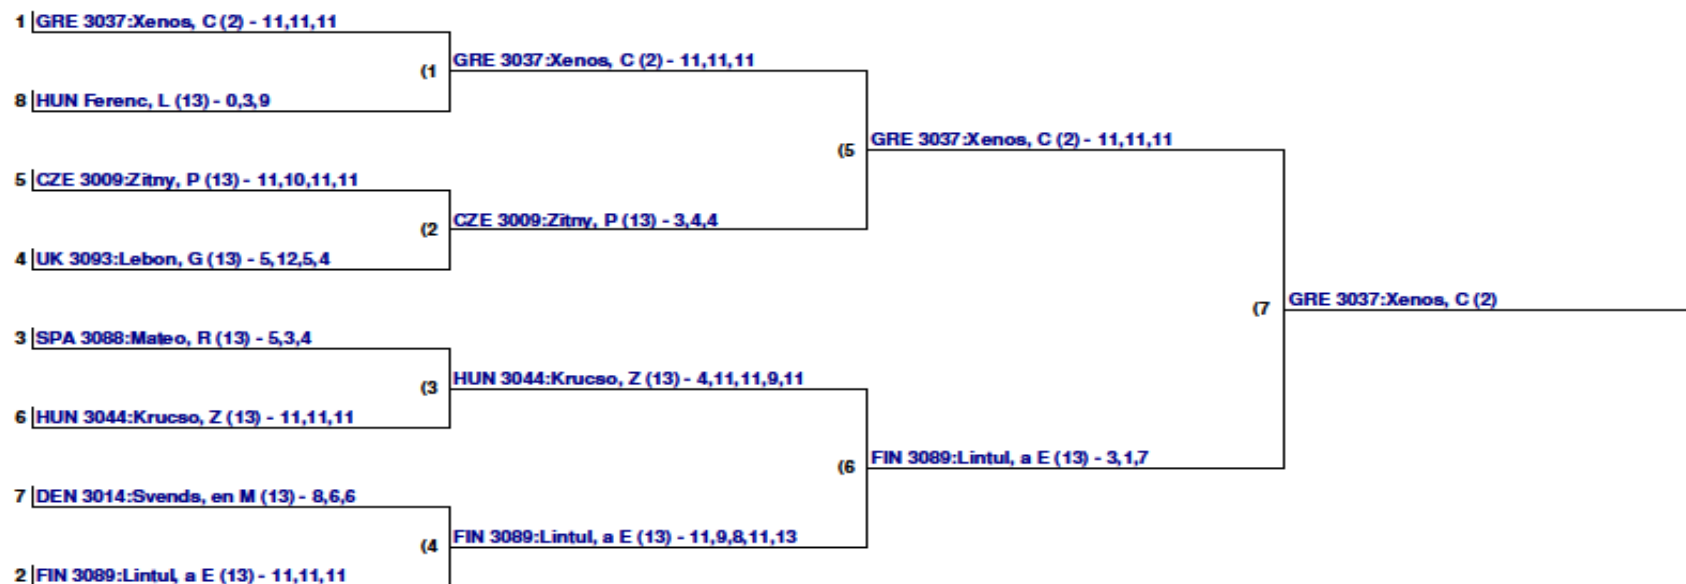 1 GRE 3037:Xenos, C (2) - 11,11,11
(1 GRE 3037:Xenos, C (2) - 11,11,11
8 HUN Ferenc, L (13) - 0,3,9
(5 GRE 3037:Xenos, C (2) - 11,11,11
5 CZE 3009:Zitny, P (13) - 11,10,11,11
(2 CZE 3009:Zitny, P (13) - 3,4,4
4 UK 3093:Lebon, G (13) - 5,12,5,4
(7 GRE 3037:Xenos, C (2)
3 SPA 3088:Mateo, R (13) - 5,3,4
(3 HUN 3044:Krucso, Z (13) - 4,11,11,9,11
6 HUN 3044:Krucso, Z (13) - 11,11,11
(6 FIN 3089:Lintul, a E (13) - 3,1,7
7 DEN 3014:Svends, en M (13) - 8,6,6
(4 FIN 3089:Lintul, a E (13) - 11,9,8,11,13
2 FIN 3089:Lintul, a E (13) - 11,11,11